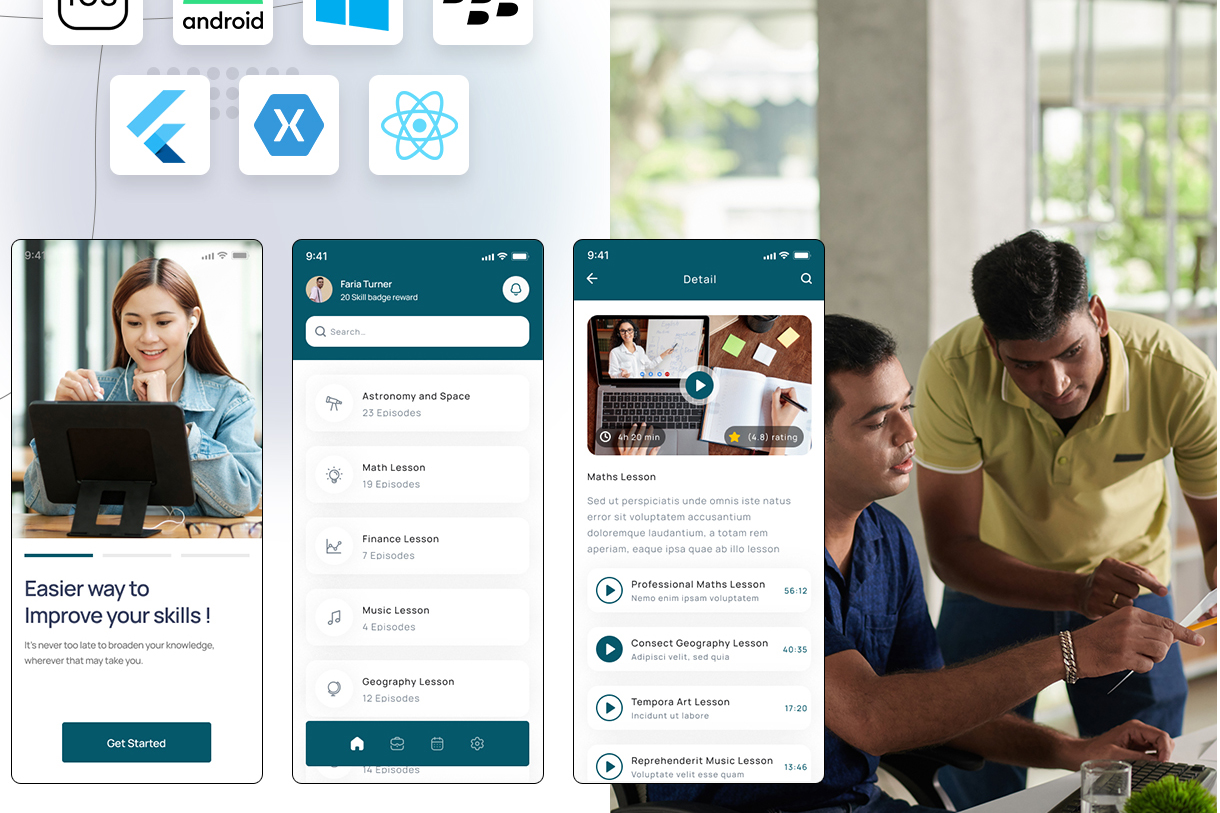 iOS
android
9:41
Easier way to
Improve your skills !
It's never too late to broaden your knowledge,
wherever that may take you.
Get Started
9:41
Faria Turner
20 Skill badge reward
Search..
Astronomy and Space
23 Episodes
Math Lesson
19 Episodes
Finance Lesson
7 Episodes
Music Lesson
4 Episodes
Geography Lesson
12 Episodes
14 Episodes
9:41
Detail
4h 20 min
(4.8) rating
Maths Lesson
Sed ut perspiciatis unde omnis iste natus
error sit voluptatem accusantium
doloremque laudantium, a totam rem
aperiam, eaque ipsa quae ab illo lesson
Professional Maths Lesson
56:12
Nemo enim ipsam voluptatem
Consect Geography Lesson
40:35
Adipisci velit, sed quia
Tempora Art Lesson
17:20
Incidunt ut labore
Reprehenderit Music Lesson
13:46
Voluptate velit esse quam